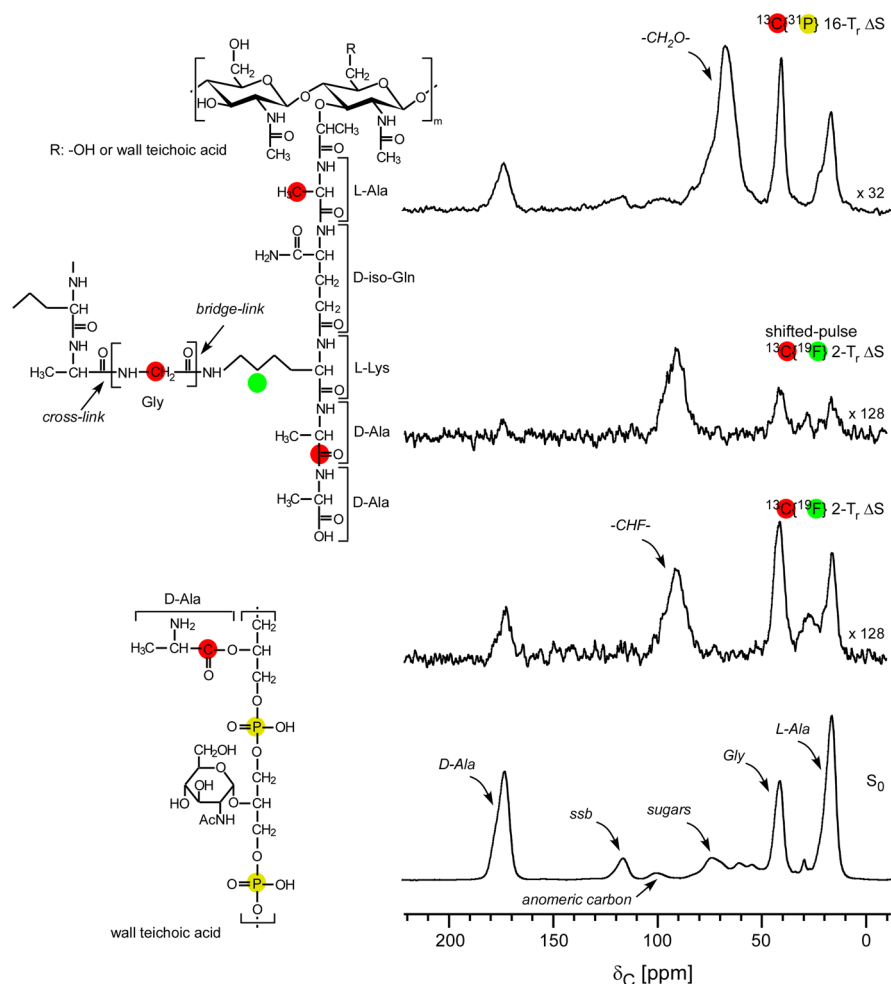 ¹³C{³¹P} 16-Tᵣ ΔS
-CH₂O-
x 32
OH
CH₂
O
HO
NH
O
CH₃
R
CH₂
O
O
O
NH
O
CH₃
m
R: -OH or wall teichoic acid
CHCH₃
O
NH
H₃C
CH
O
L-Ala
NH
H₂N
CH
O
CH₂
CH₂
O
D-iso-Gln
NH
CH
O
L-Lys
NH
CH
O
H₃C
NH
CH
O
NH
CH₂
O
NH
bridge-link
cross-link
Gly
NH
H₃C
CH
O
D-Ala
NH
H₃C
CH
O
OH
D-Ala
shifted-pulse
¹³C{¹⁹F} 2-Tᵣ ΔS
x 128
¹³C{¹⁹F} 2-Tᵣ ΔS
-CHF-
x 128
D-Ala
NH₂
H₃C
CH
C
O
O
CH₂
CH
CH₂
O
O=P-OH
O
CH₂OH
O
OH
HO
AcNH
O
CH₂
CH
CH₂
O
O=P-OH
O
CH₂
wall teichoic acid
D-Ala
ssb
sugars
Gly
L-Ala
S₀
anomeric carbon
200
150
100
50
0
δC [ppm]